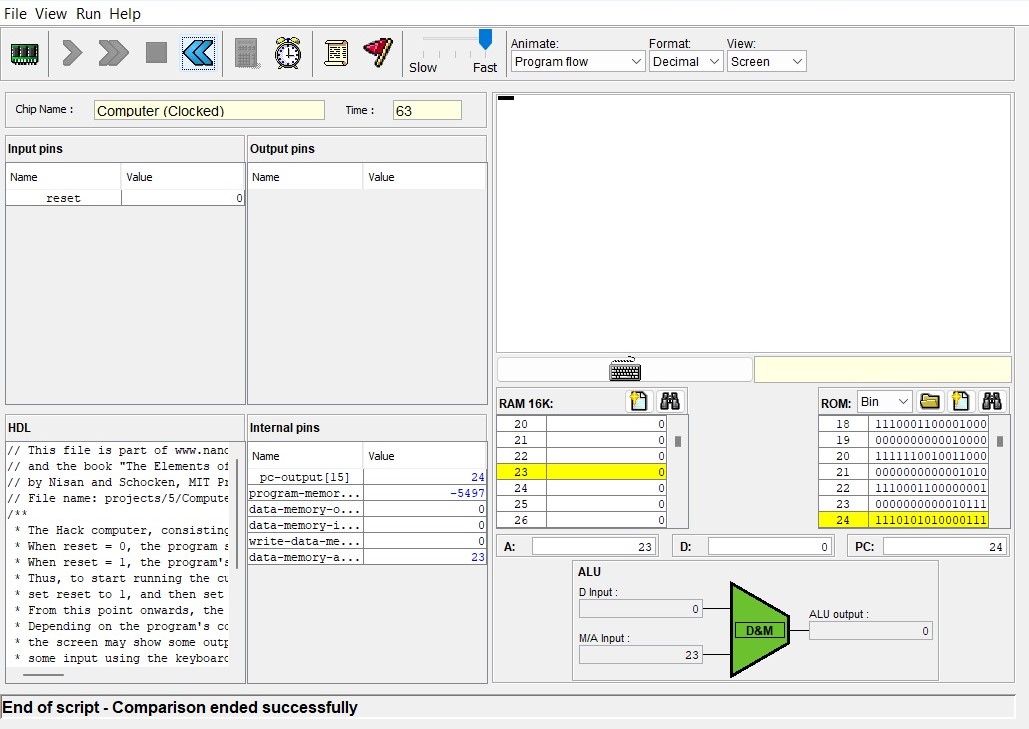 File View Run Help
Slow Fast
Animate: Format: View:
Program flow Decimal Screen
Chip Name : Computer (Clocked) Time : 63
Input pins
Name Value
reset 0
Output pins
Name Value
HDL
// This file is part of www.nand
// and the book "The Elements of
// by Nisan and Schocken, MIT Pr
// File name: projects/5/Compute
/**
* The Hack computer, consisting
* When reset = 0, the program s
* When reset = 1, the program's
* Thus, to start running the cu
* set reset to 1, and then set
* From this point onwards, the
* Depending on the program's co
* the screen may show some outp
* some input using the keyboard
Internal pins
Name Value
pc-output[15] 24
program-memor... -5497
data-memory-o... 0
data-memory-i... 0
write-data-me... 0
data-memory-a... 23
RAM 16K:
20 0
21 0
22 0
23 0
24 0
25 0
26 0
ROM: Bin
18 1110001100001000
19 0000000000010000
20 1111110010011000
21 0000000000001010
22 1110001100000001
23 0000000000010111
24 1110101010000111
A: 23 D: 0 PC: 24
ALU
D Input :
0
M/A Input :
23
D&M
ALU output :
0
End of script - Comparison ended successfully